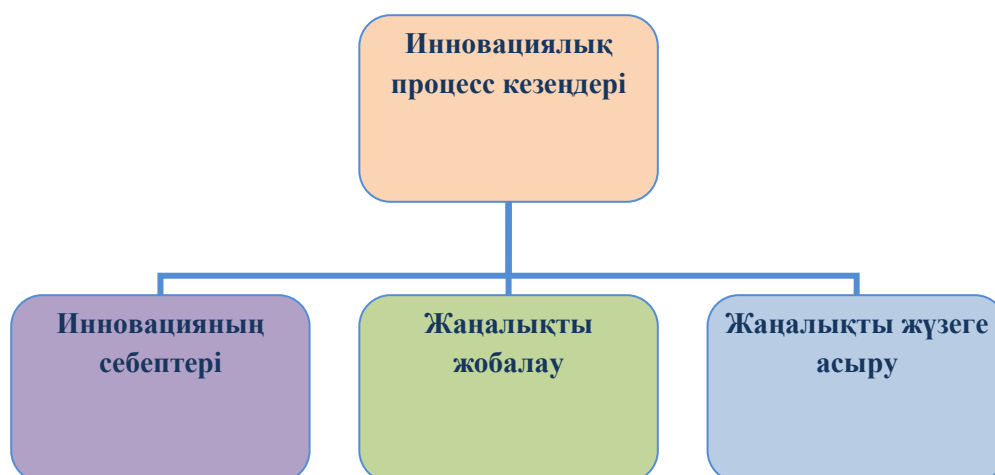 Инновациялық
процесс кезеңдері
Инновацияның
себептері
Жаңалықты
жобалау
Жаңалықты жүзеге
асыру